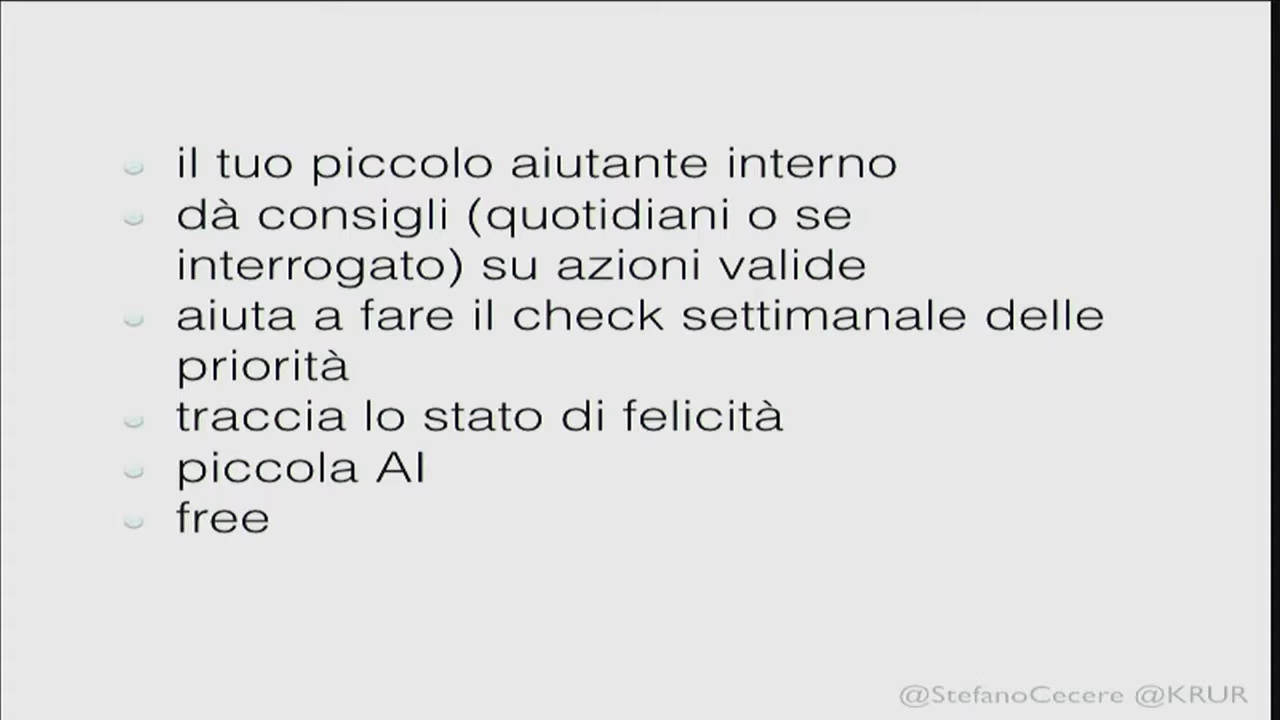 il tuo piccolo aiutante interno
dà consigli (quotidiani o se
interrogato) su azioni valide
aiuta a fare il check settimanale delle
priorità
traccia lo stato di felicità
piccola AI
free
@StefanoCecere @KRUR